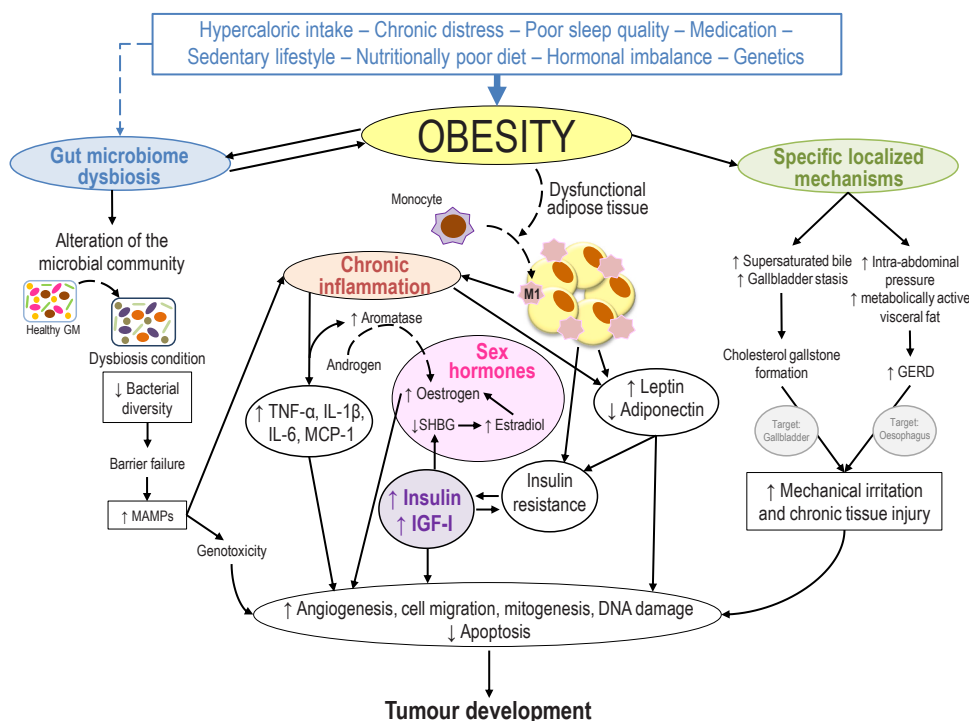 Hypercaloric intake – Chronic distress – Poor sleep quality – Medication –
Sedentary lifestyle – Nutritionally poor diet – Hormonal imbalance – Genetics
OBESITY
Gut microbiome
dysbiosis
Specific localized
mechanisms
Dysfunctional
adipose tissue
Monocyte
Alteration of the
microbial community
Healthy GM
Dysbiosis condition
↓ Bacterial
diversity
Barrier failure
↑ MAMPs
Genotoxicity
Chronic
inflammation
M1
↑ Aromatase
Androgen
Sex
hormones
↑ Oestrogen
↓SHBG
↑ Estradiol
↑ TNF-α, IL-1β,
IL-6, MCP-1
↑ Leptin
↓ Adiponectin
↑ Insulin
↑ IGF-I
Insulin
resistance
↑ Supersaturated bile
↑ Gallbladder stasis
↑ Intra-abdominal
pressure
↑ metabolically active
visceral fat
Cholesterol gallstone
formation
↑ GERD
Target:
Gallbladder
Target:
Oesophagus
↑ Mechanical irritation
and chronic tissue injury
↑ Angiogenesis, cell migration, mitogenesis, DNA damage
↓ Apoptosis
Tumour development